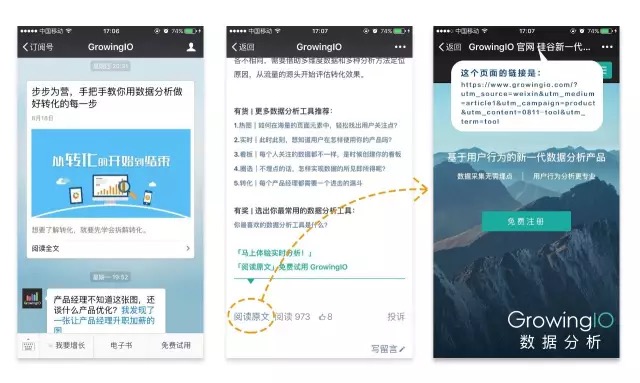 中国移动 17:06 74%
订阅号 GrowingIO
步步为营，手把手教你用数据分析做
好转化的每一步
8月16日
从转化的开始到结束
想要了解转化，就要先学会拆解转化。
阅读全文
星期一 19:52
产品经理不知道这张图，还
谈什么产品优化？我发现了
一张让产品经理升职加薪的
图
我要增长
电子书
免费试用
中国移动 17:07 74%
返回 GrowingIO
各不相同，需要借助多维度数据和多种分析方法定位
原因，从流量的源头开始评估转化效果。
有货 | 更多数据分析工具推荐：
1.热图 | 如何在海量的页面元素中，轻松找出用户关注点？
2.实时 | 此时此刻，既知道用户在怎样使用你的产品吗？
3.看板 | 每个人关注的数据都不一样，是时候创建你的看板
4.圈选 | 不埋点的话，怎样实现数据的所见即所得呢？
5.转化 | 每个产品经理都需要一个进击的漏斗
有奖 | 选出你最常用的数据分析工具：
你最喜欢的数据分析工具是什么？
「马上体验实时分析！」
「阅读原文」免费试用 GrowingIO
阅读原文 阅读 973 8 投诉
写留言
中国移动 17:07 74%
返回 GrowingIO 官网 硅谷新一代...
这个页面的链接是：
https://www.growingio.com/?
utm_source=weixin&utm_medium
=article1&utm_campaign=product
&utm_content=0811-tool&utm_
term=tool
基于用户行为的新一代数据分析产品
数据采集无需埋点 | 用户行为分析更专业
免费注册
GrowingIO
数据分析